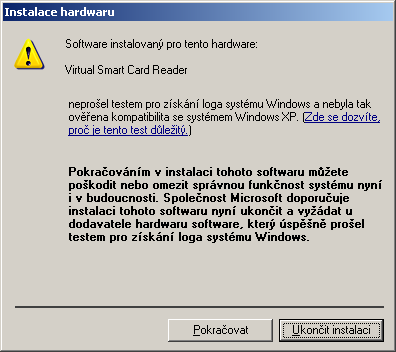 Instalace hardwaru
Software instalovaný pro tento hardware:
Virtual Smart Card Reader
neprošel testem pro získání loga systému Windows a nebyla tak
ověřena kompatibilita se systémem Windows XP. (Zde se dozvíte,
proč je tento test důležitý.)
Pokračováním v instalaci tohoto softwaru můžete
poškodit nebo omezit správnou funkčnost systému nyní
i v budoucnosti. Společnost Microsoft doporučuje
instalaci tohoto softwaru nyní ukončit a vyžádat u
dodavatele hardwaru software, který úspěšně prošel
testem pro získání loga systému Windows.
Pokračovat
Ukončit instalaci